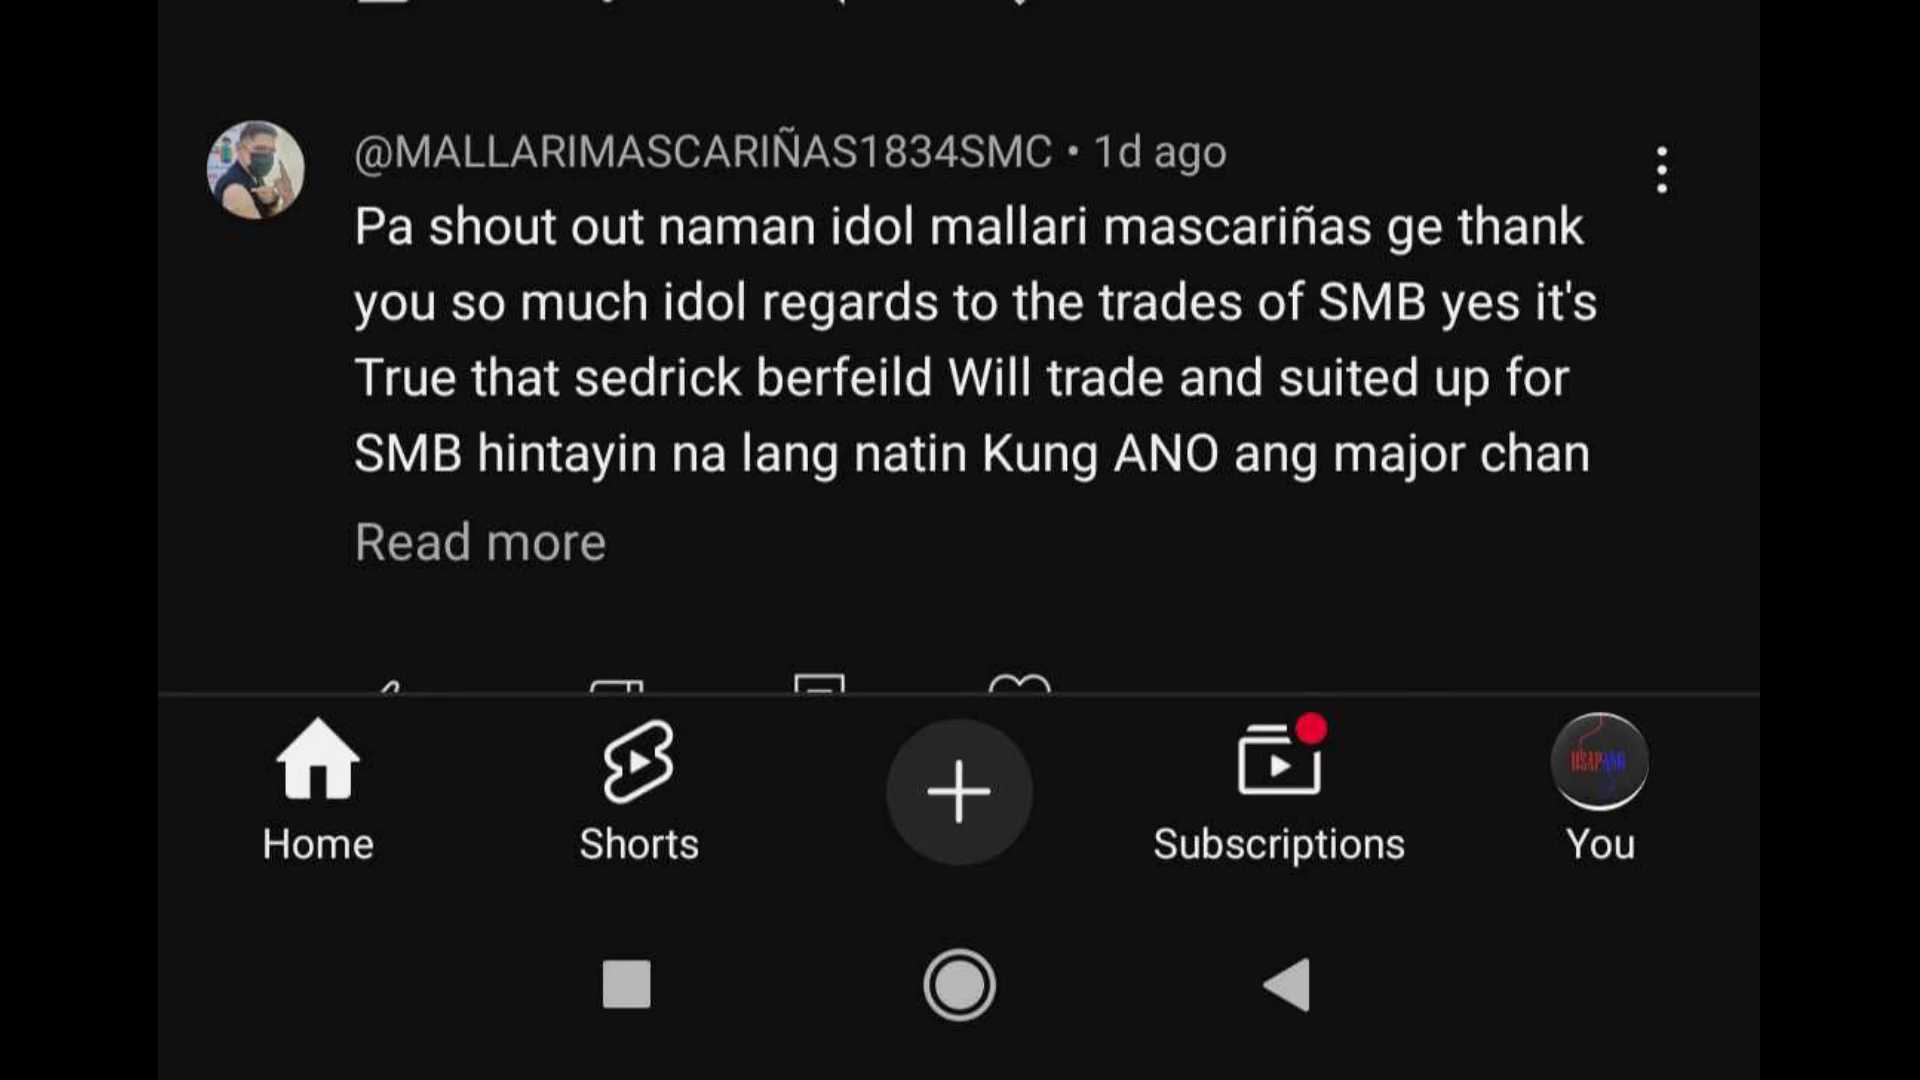 @MALLARIMASCARIÑAS1834SMC • 1d ago
Pa shout out naman idol mallari mascariñas ge thank
you so much idol regards to the trades of SMB yes it's
True that sedrick berfeild Will trade and suited up for
SMB hintayin na lang natin Kung ANO ang major chan
Read more
USAPANG
Home
Shorts
Subscriptions
You